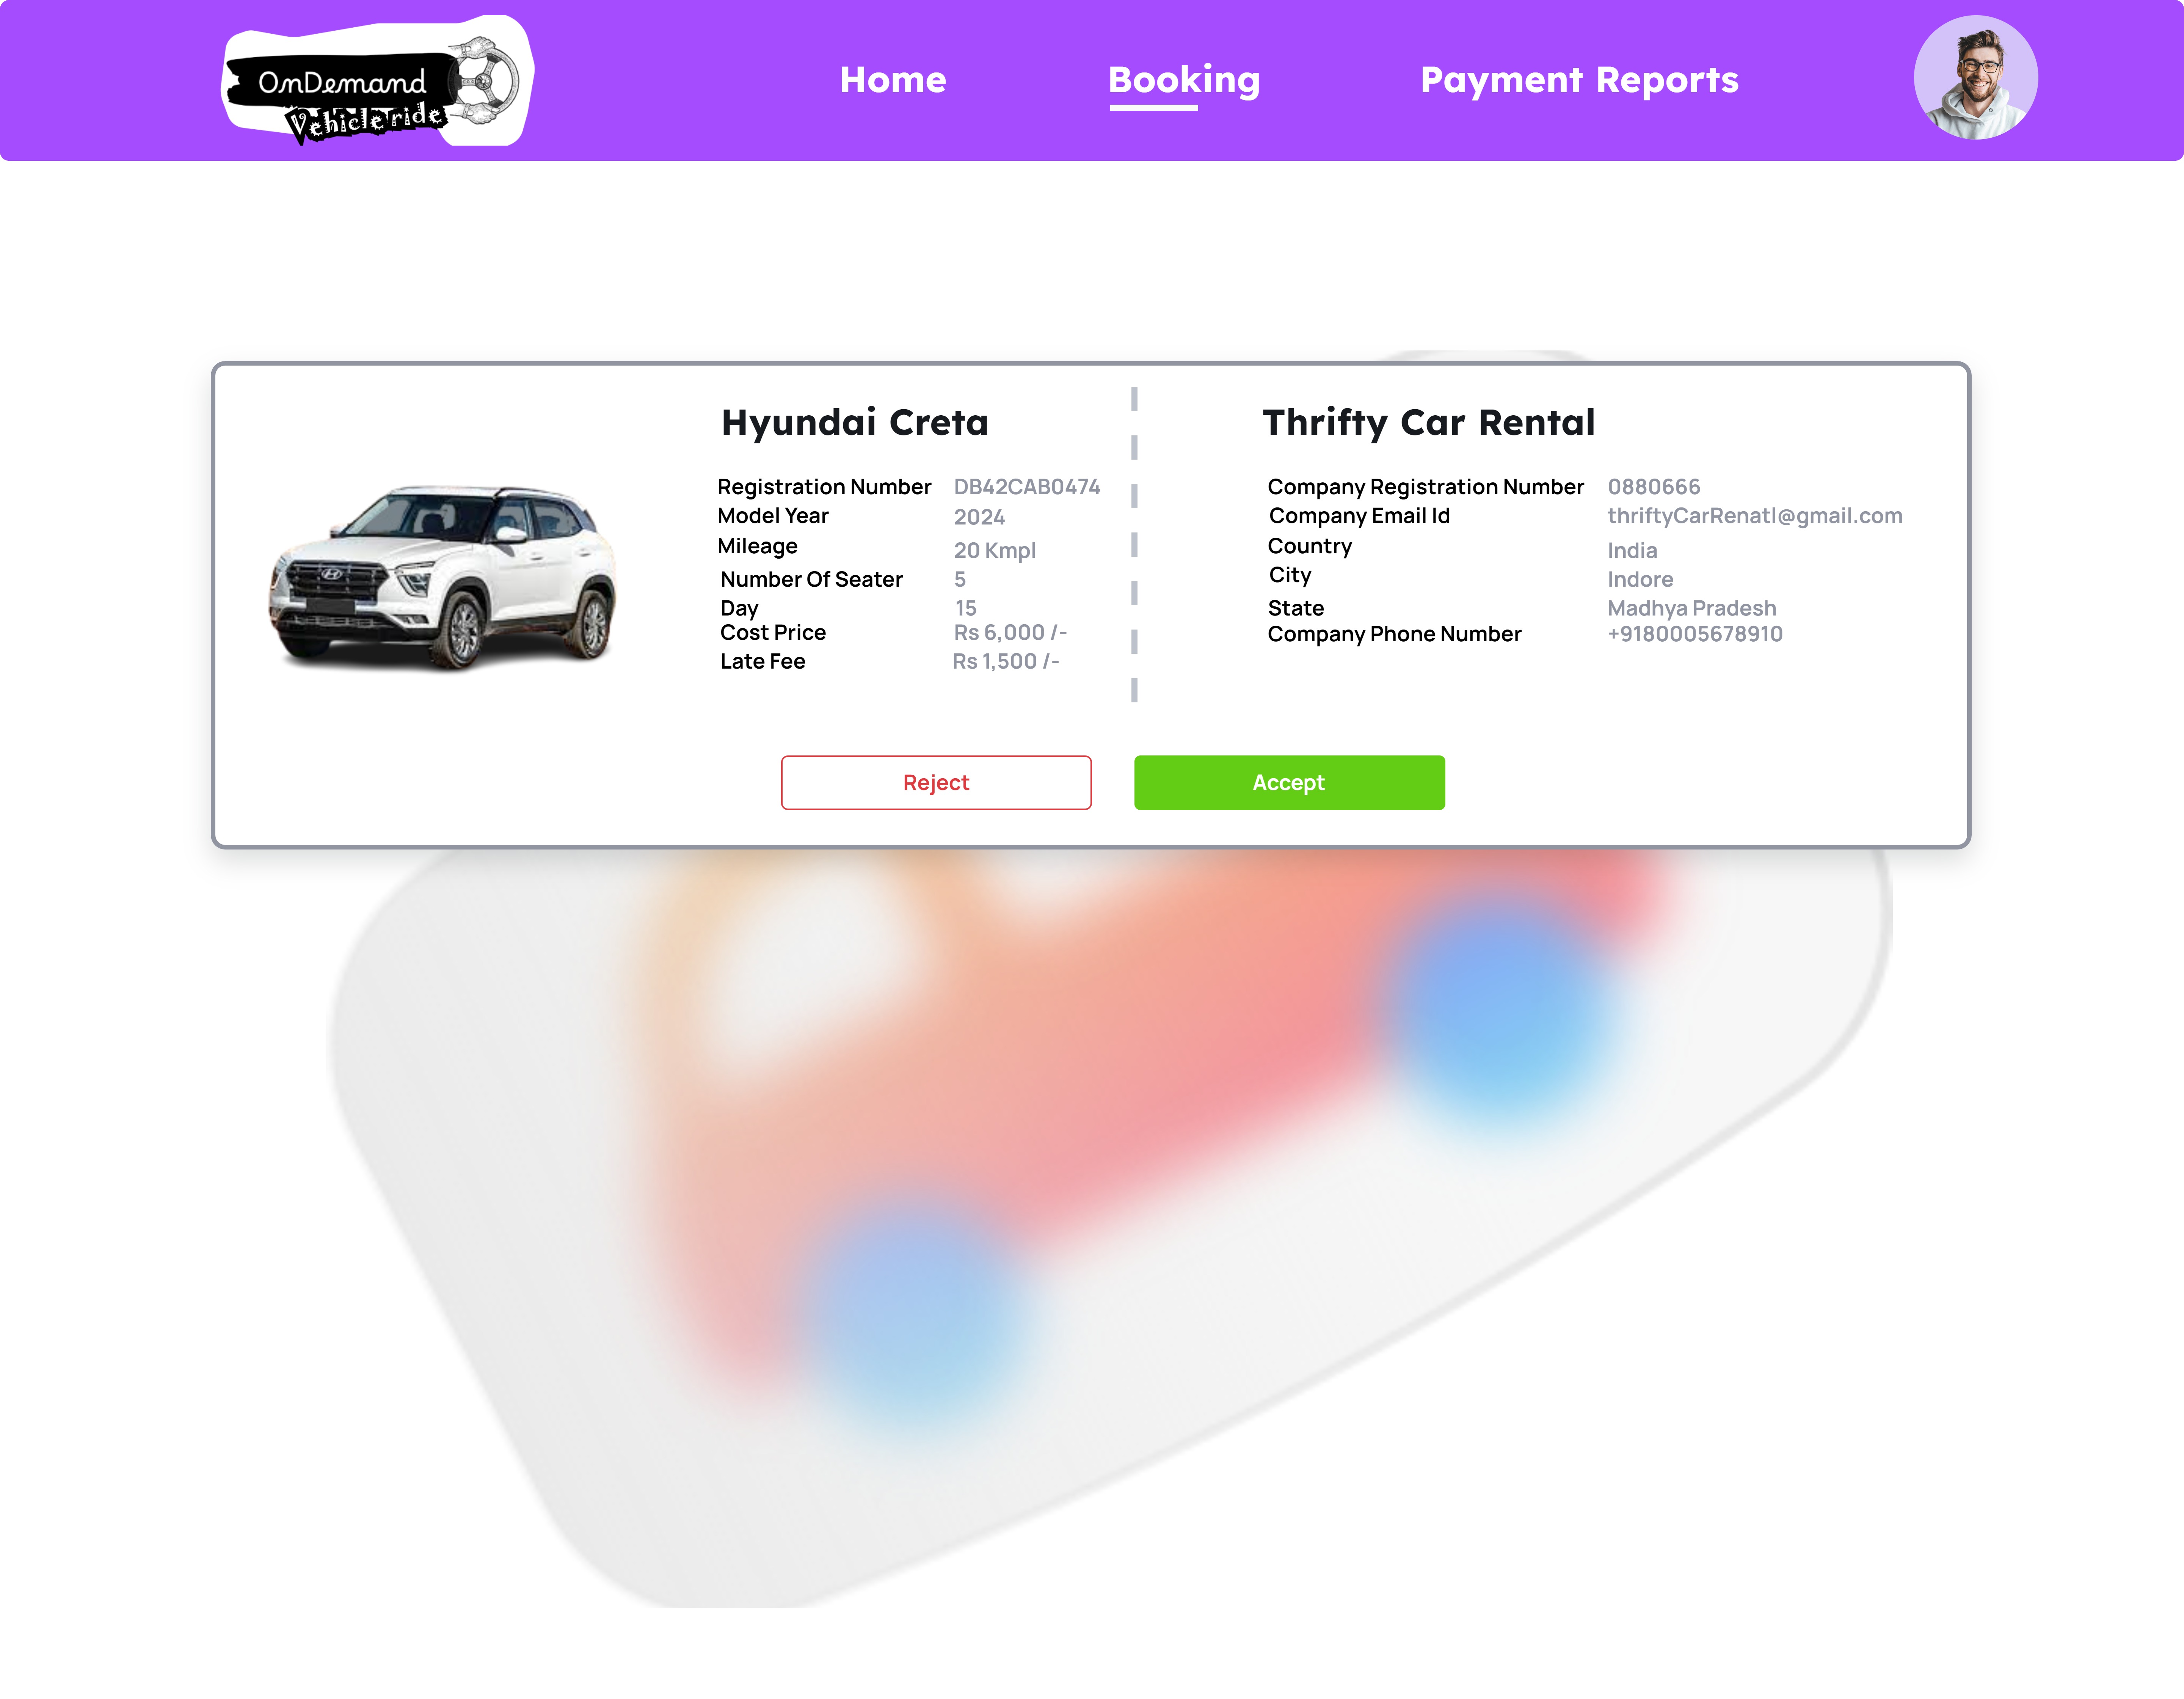 OnDemand
Vehicleride
Home
Booking
Payment Reports
Hyundai Creta
Registration Number DB42CAB0474
Model Year 2024
Mileage 20 Kmpl
Number Of Seater 5
Day 15
Cost Price Rs 6,000 /-
Late Fee Rs 1,500 /-
Thrifty Car Rental
Company Registration Number 0880666
Company Email Id thriftyCarRenatl@gmail.com
Country India
City Indore
State Madhya Pradesh
Company Phone Number +9180005678910
Reject
Accept